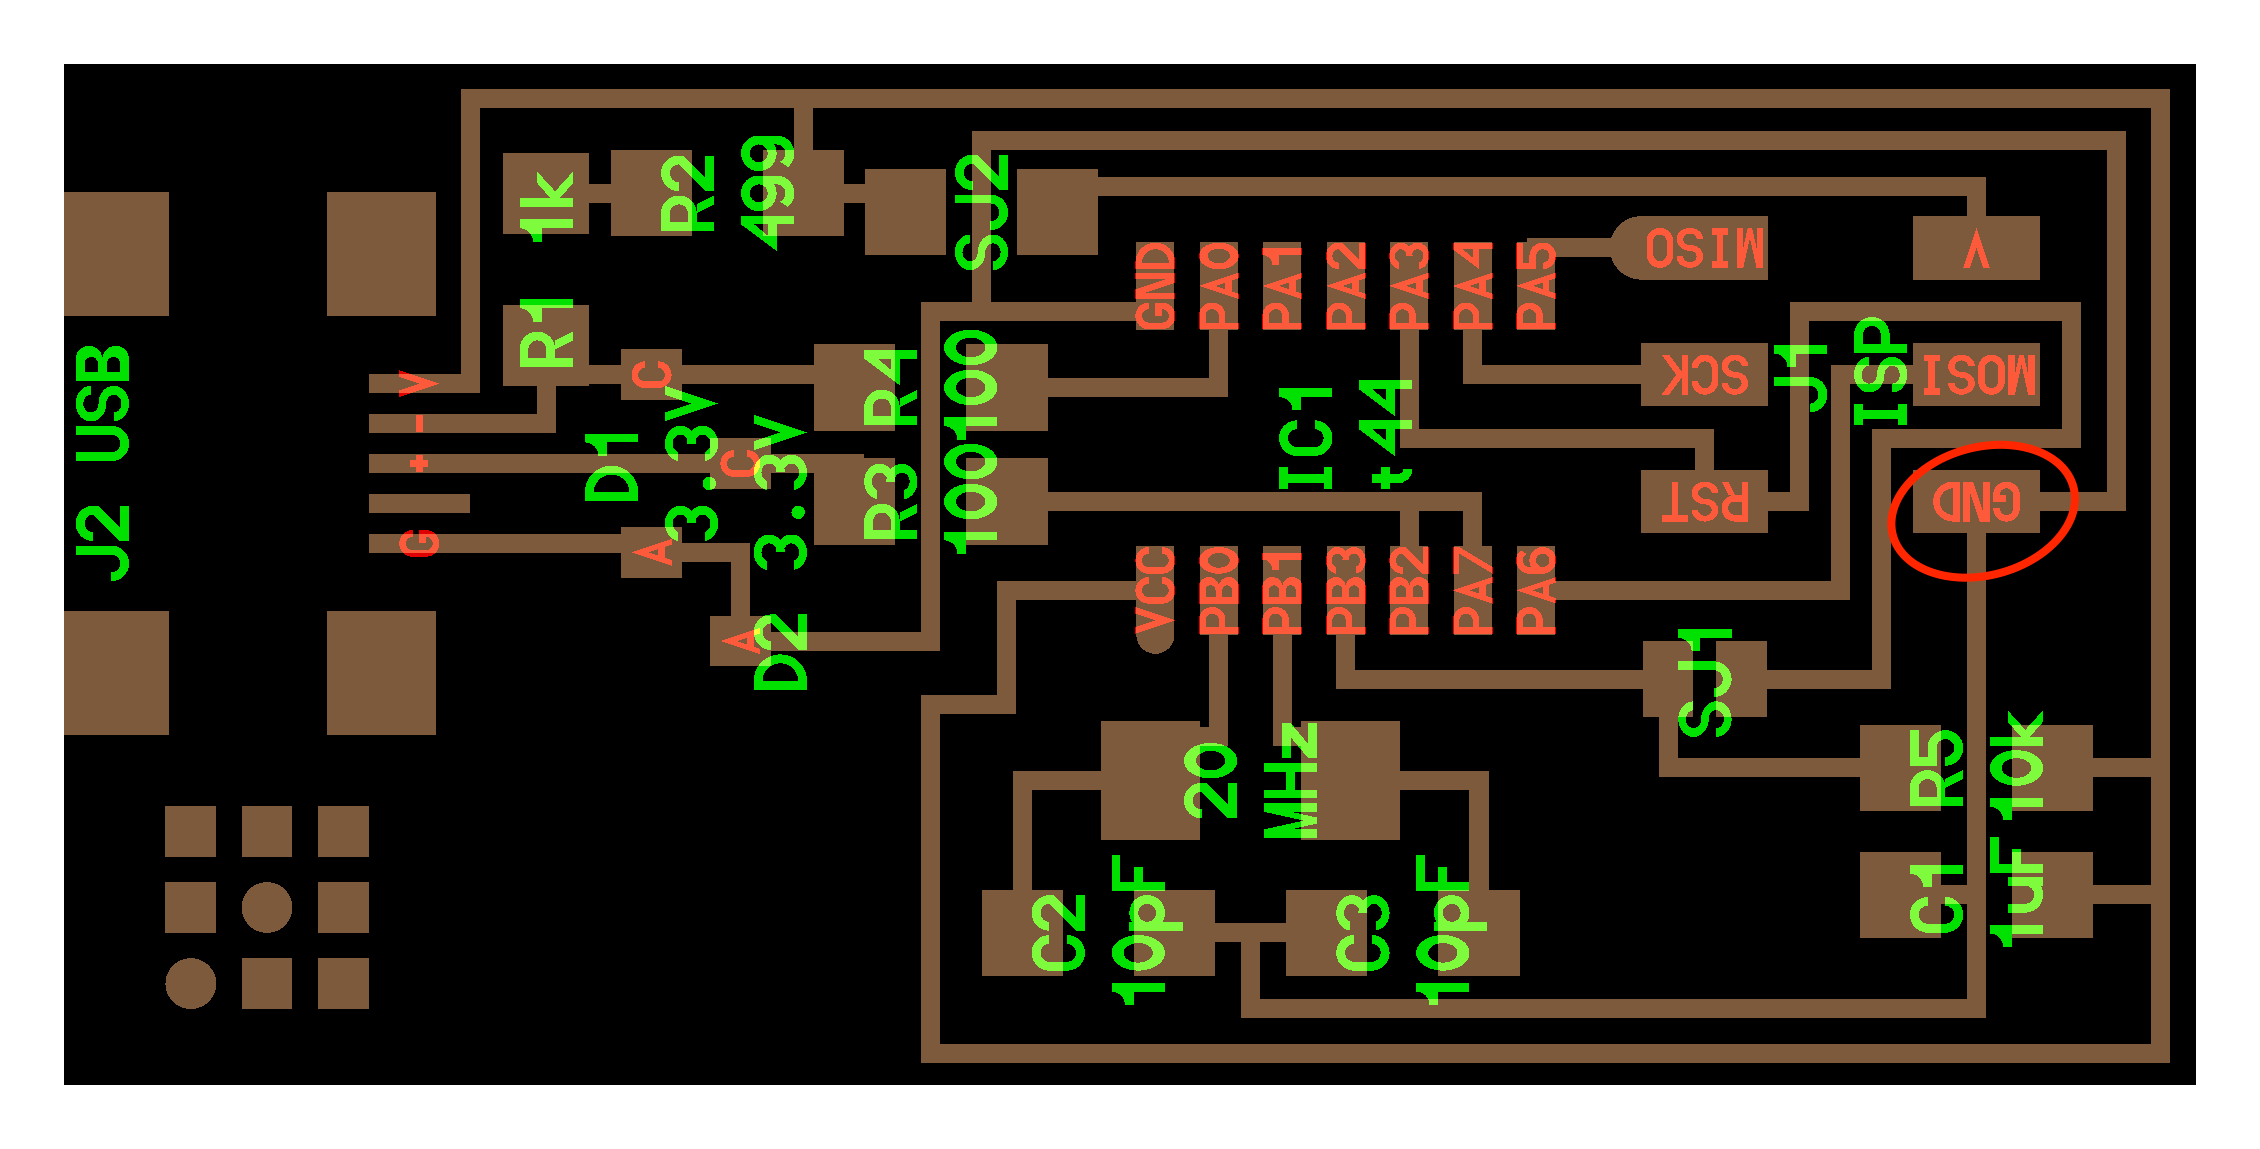 J2 USB
V
-
+
G
R1 1k
R2
499
SJ2
C
D1
3.3V
A
C
D2 3.3V
A
R4
100
R3
100
GND
PA0
PA1
PA2
PA3
PA4
PA5
IC1
t44
VCC
PB0
PB1
PB3
PB2
PA7
PA6
MISO
V
SCK
J1
ISP
MOSI
RST
GND
SJ1
20
MHz
R5
10k
C1
1uF
C2
10pF
C3
10pF